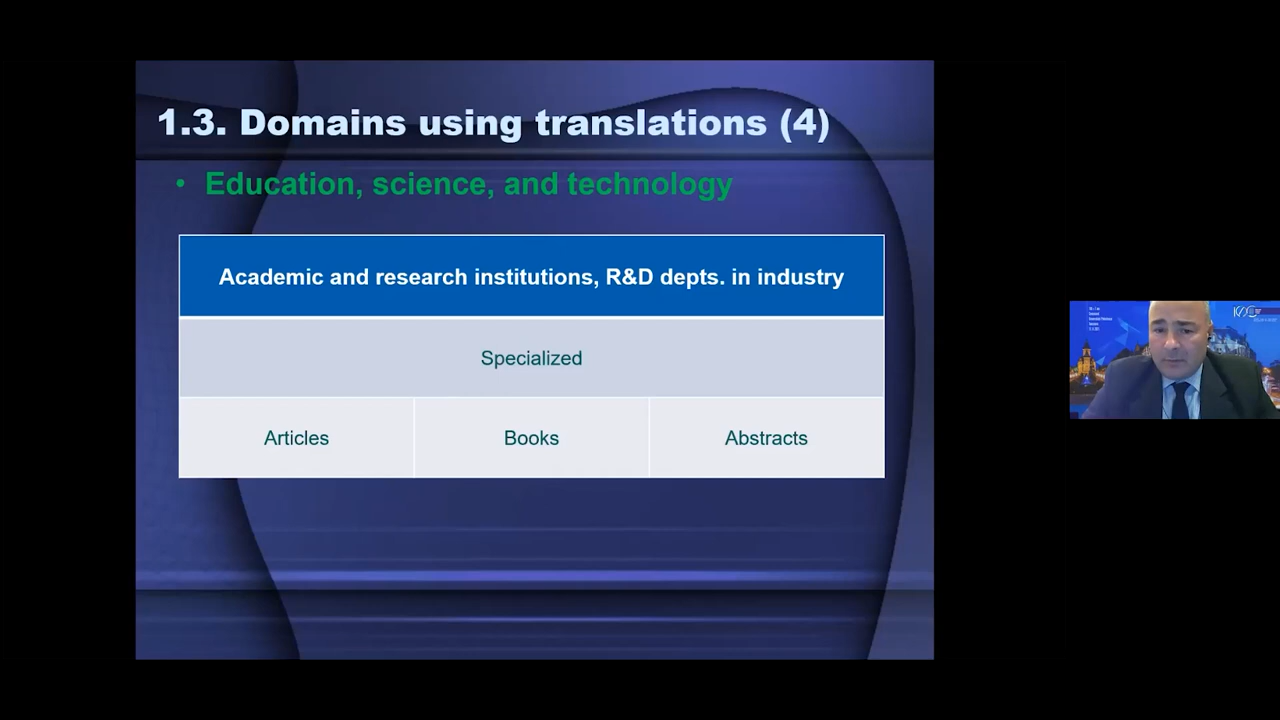 1.3. Domains using translations (4)
• Education, science, and technology
Academic and research institutions, R&D depts. in industry
Specialized
Articles
Books
Abstracts